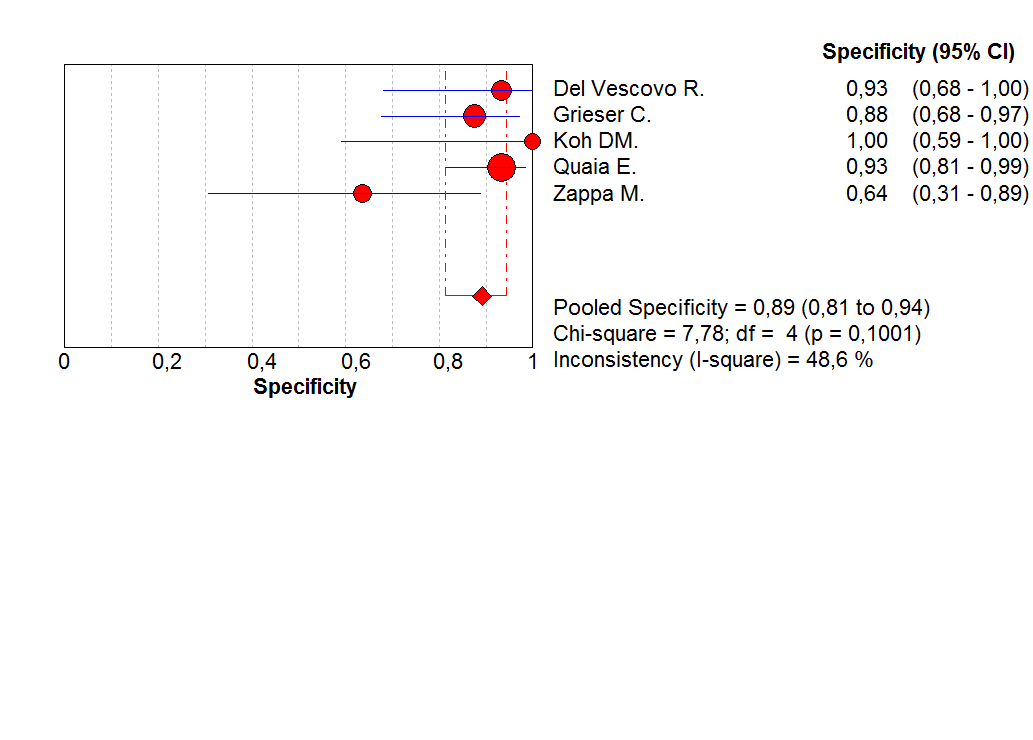 Specificity (95% CI)
Del Vescovo R. 0,93 (0,68 - 1,00)
Grieser C. 0,88 (0,68 - 0,97)
Koh DM. 1,00 (0,59 - 1,00)
Quaia E. 0,93 (0,81 - 0,99)
Zappa M. 0,64 (0,31 - 0,89)
Pooled Specificity = 0,89 (0,81 to 0,94)
Chi-square = 7,78; df = 4 (p = 0,1001)
Inconsistency (I-square) = 48,6 %
0 0,2 0,4 0,6 0,8 1
Specificity